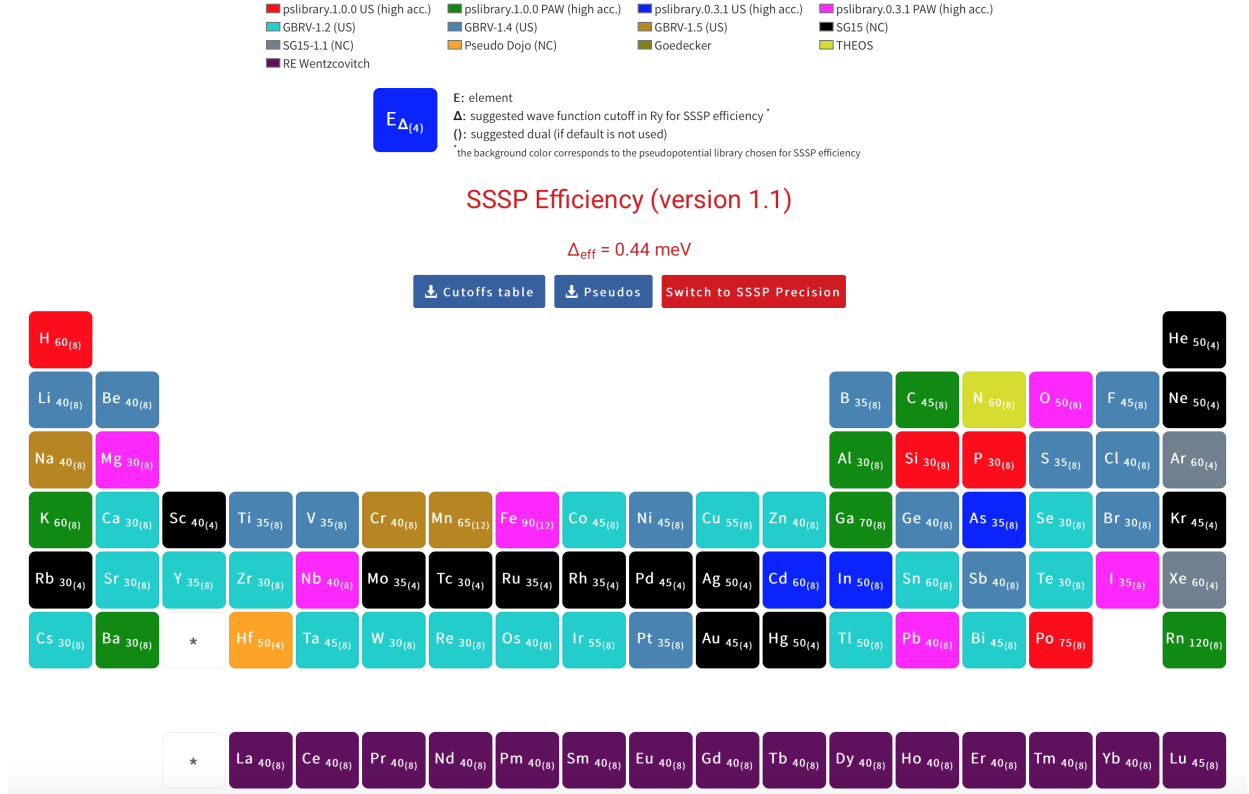 pslibrary.1.0.0 US (high acc.) pslibrary.1.0.0 PAW (high acc.) pslibrary.0.3.1 US (high acc.) pslibrary.0.3.1 PAW (high acc.)
GBRV-1.2 (US) GBRV-1.4 (US) GBRV-1.5 (US) SG15 (NC)
SG15-1.1 (NC) Pseudo Dojo (NC) Goedecker THEOS
RE Wentzcovitch
E Δ(4)
E: element
Δ: suggested wave function cutoff in Ry for SSSP efficiency *
(): suggested dual (if default is not used)
*the background color corresponds to the pseudopotential library chosen for SSSP efficiency
SSSP Efficiency (version 1.1)
Δeff = 0.44 meV
Cutoffs table Pseudos Switch to SSSP Precision
H 60(8) He 50(4)
Li 40(8) Be 40(8) B 35(8) C 45(8) N 60(8) O 50(8) F 45(8) Ne 50(4)
Na 40(8) Mg 30(8) Al 30(8) Si 30(8) P 30(8) S 35(8) Cl 40(8) Ar 60(4)
K 60(8) Ca 30(8) Sc 40(4) Ti 35(8) V 35(8) Cr 40(8) Mn 65(12) Fe 90(12) Co 45(8) Ni 45(8) Cu 55(8) Zn 40(8) Ga 70(8) Ge 40(8) As 35(8) Se 30(8) Br 30(8) Kr 45(4)
Rb 30(4) Sr 30(8) Y 35(8) Zr 30(8) Nb 40(8) Mo 35(4) Tc 30(4) Ru 35(4) Rh 35(4) Pd 45(4) Ag 50(4) Cd 60(8) In 50(8) Sn 60(8) Sb 40(8) Te 30(8) I 35(8) Xe 60(4)
Cs 30(8) Ba 30(8) * Hf 50(4) Ta 45(8) W 30(8) Re 30(8) Os 40(8) Ir 55(8) Pt 35(8) Au 45(4) Hg 50(4) Tl 50(8) Pb 40(8) Bi 45(8) Po 75(8) Rn 120(8)
* La 40(8) Ce 40(8) Pr 40(8) Nd 40(8) Pm 40(8) Sm 40(8) Eu 40(8) Gd 40(8) Tb 40(8) Dy 40(8) Ho 40(8) Er 40(8) Tm 40(8) Yb 40(8) Lu 45(8)